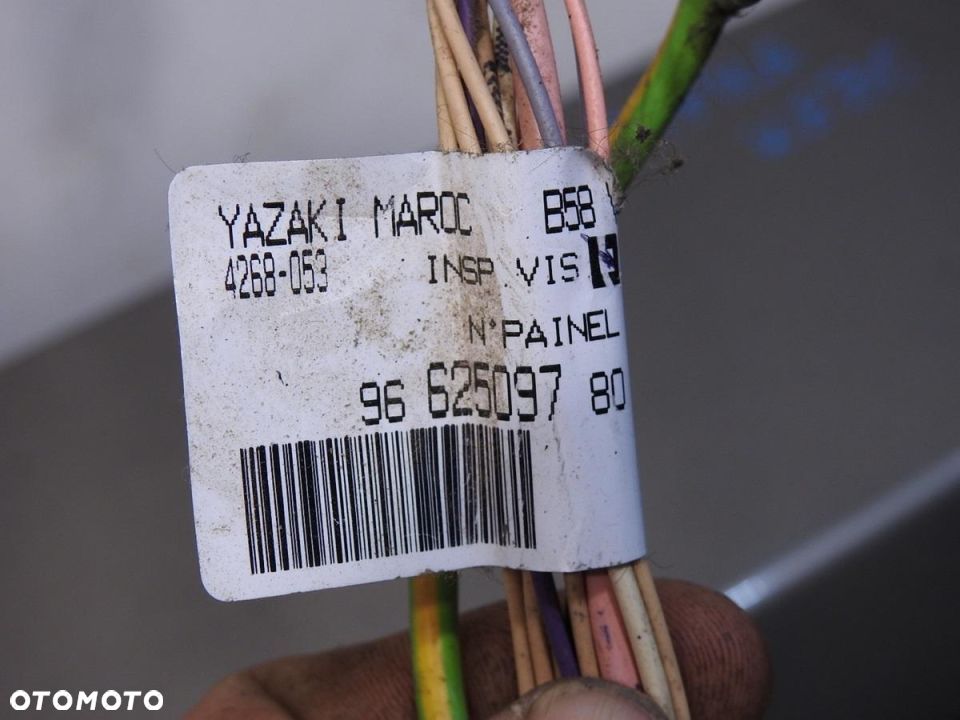 YAZAKI MAROC B58
4268-053 INSP.VIS
N°PAINEL
96 625097 80
OTOMOTO